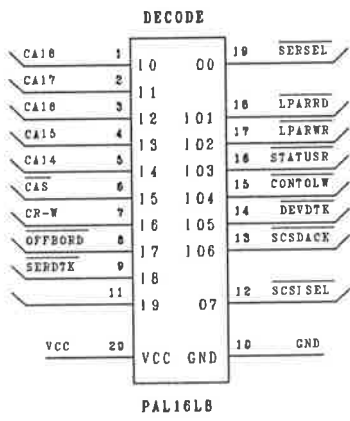 DECODE
CA18 1 I0 O0 19 SERSEL
CA17 2 I1
CA16 3 I2 IO1 18 LPARRD
CA15 4 I3 IO2 17 LPARWR
CA14 5 I4 IO3 16 STATUSR
CAS 6 I5 IO4 15 CONTOLW
CR-W 7 I6 IO5 14 DEVDTK
OFFBORD 8 I7 IO6 13 SCSDACK
SERDTK 9 I8
11 I9 O7 12 SCSISEL
VCC 20 VCC GND 10 GND
PAL16L8